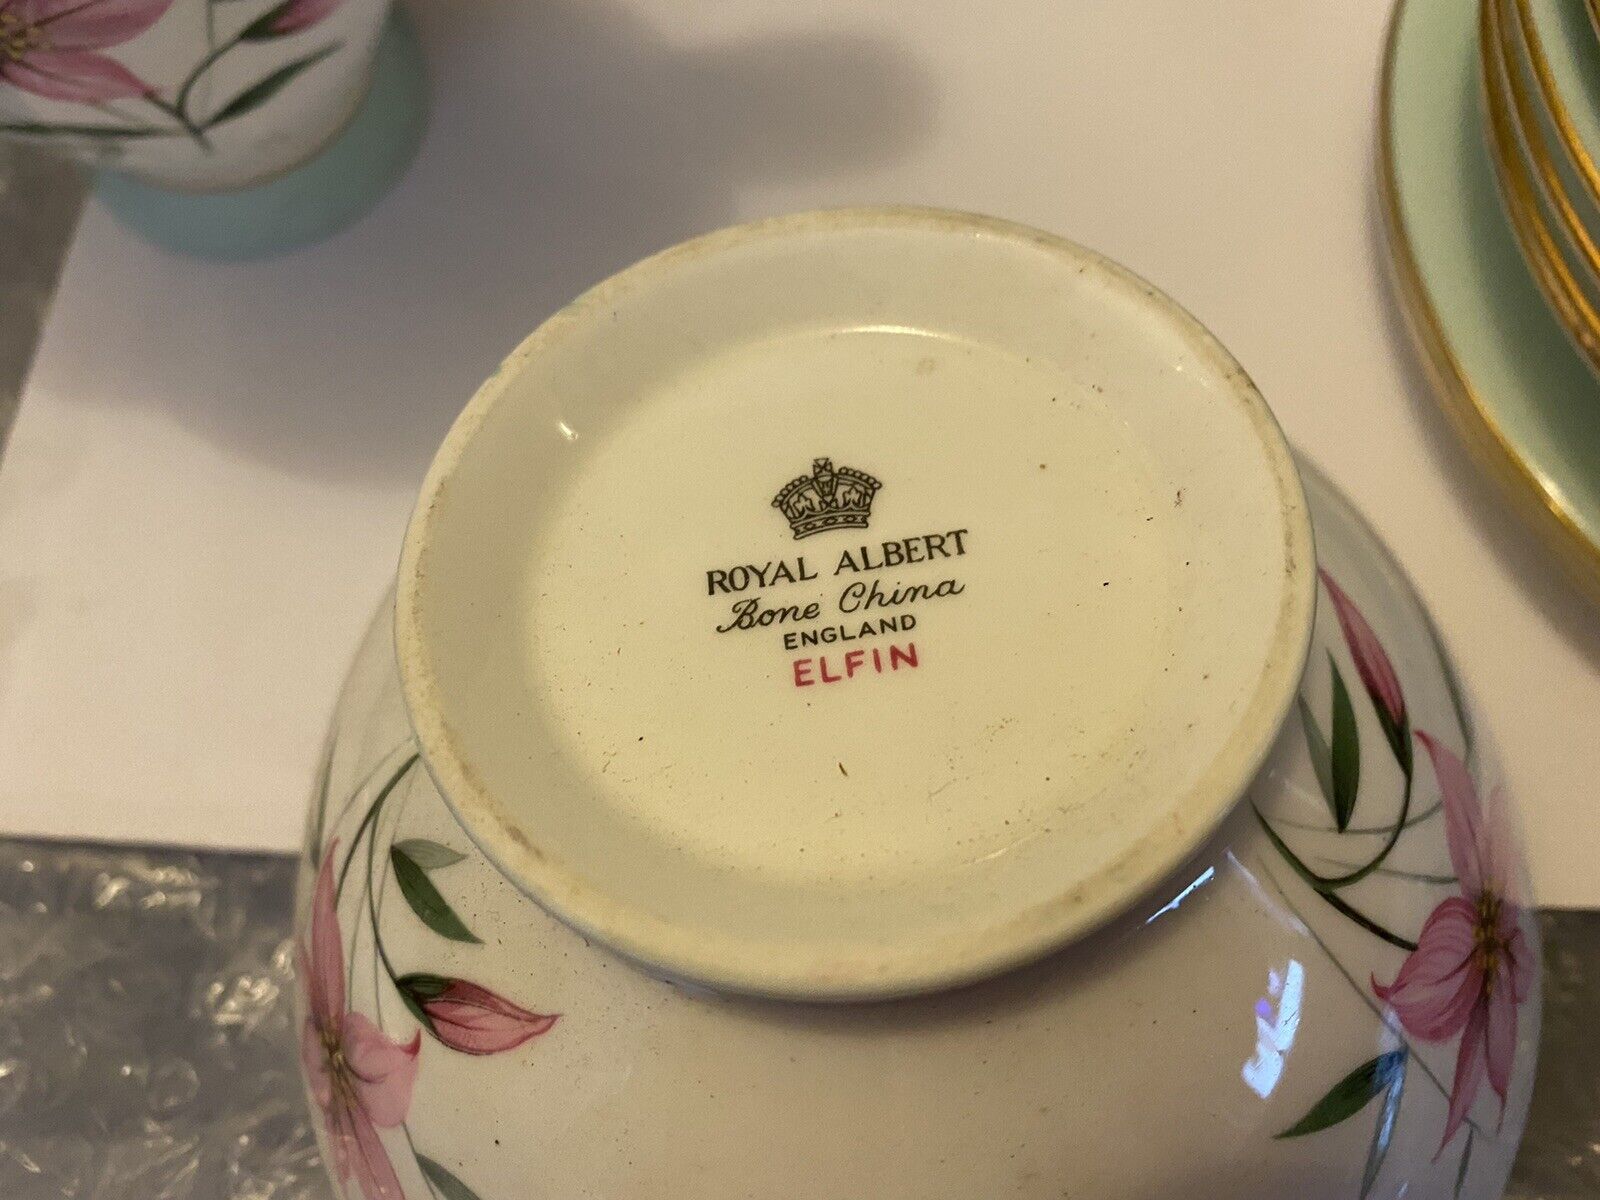 ROYAL ALBERT
Bone China
ENGLAND
ELFIN